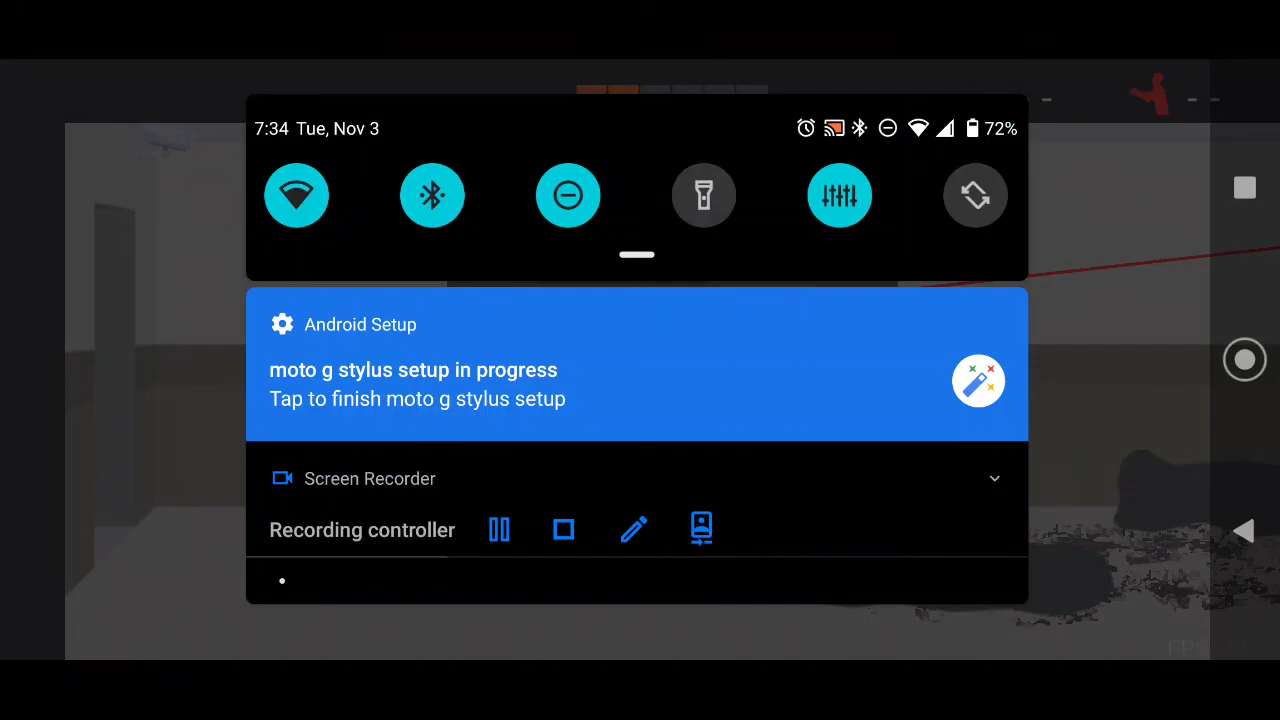 7:34 Tue, Nov 3
72%
Android Setup
moto g stylus setup in progress
Tap to finish moto g stylus setup
Screen Recorder
Recording controller
FPS